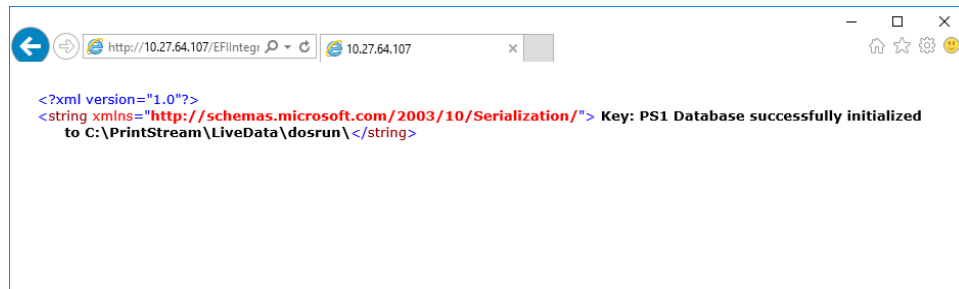 http://10.27.64.107/EFIIntegr
10.27.64.107
<?xml version="1.0"?>
<string xmlns="http://schemas.microsoft.com/2003/10/Serialization/"> Key: PS1 Database successfully initialized
to C:\PrintStream\LiveData\dosrun\</string>